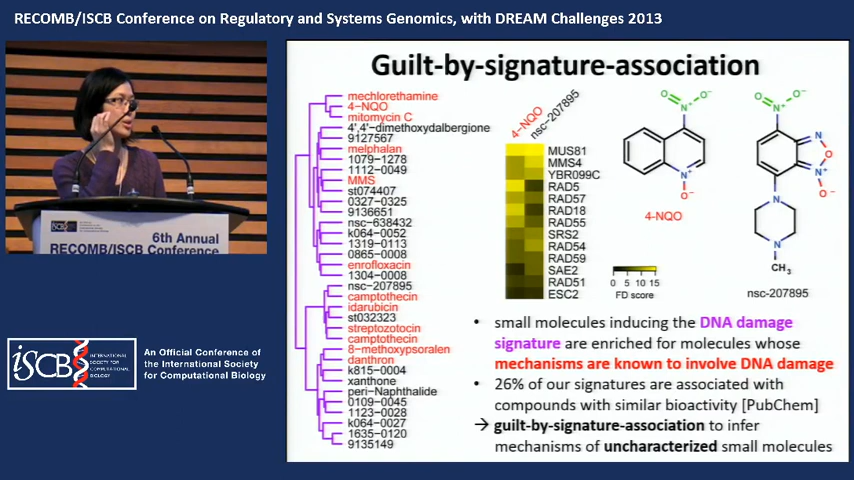 RECOMB/ISCB Conference on Regulatory and Systems Genomics, with DREAM Challenges 2013
Guilt-by-signature-association
mechlorethamine
4-NQO
mitomycin C
4',4'-dimethoxydalbergione
9127567
melphalan
1079-1278
1112-0049
MMS
st074407
0327-0325
9136651
nsc-638432
k064-0052
1319-0113
0865-0008
enrofloxacin
1304-0008
nsc-207895
camptothecin
idarubicin
st032323
streptozotocin
camptothecin
8-methoxypsoralen
danthron
k815-0004
xanthone
peri-Naphthalide
0109-0045
1123-0028
k064-0027
1635-0120
9135149
4-NQO
nsc-207895
MUS81
MMS4
YBR099C
RAD5
RAD57
RAD18
RAD55
SRS2
RAD54
RAD59
SAE2
RAD51
ESC2
0 5 10 15
FD score
O N+ O-
N+
O-
4-NQO
O N+ O-
N
O
N+
O-
N
N
CH3
nsc-207895
• small molecules inducing the DNA damage
signature are enriched for molecules whose
mechanisms are known to involve DNA damage
• 26% of our signatures are associated with
compounds with similar bioactivity [PubChem]
→ guilt-by-signature-association to infer
mechanisms of uncharacterized small molecules
6th Annual
RECOMB/ISCB Conference
iSCB
INTERNATIONAL
SOCIETY FOR
COMPUTATIONAL
BIOLOGY
An Official Conference of
the International Society
for Computational Biology